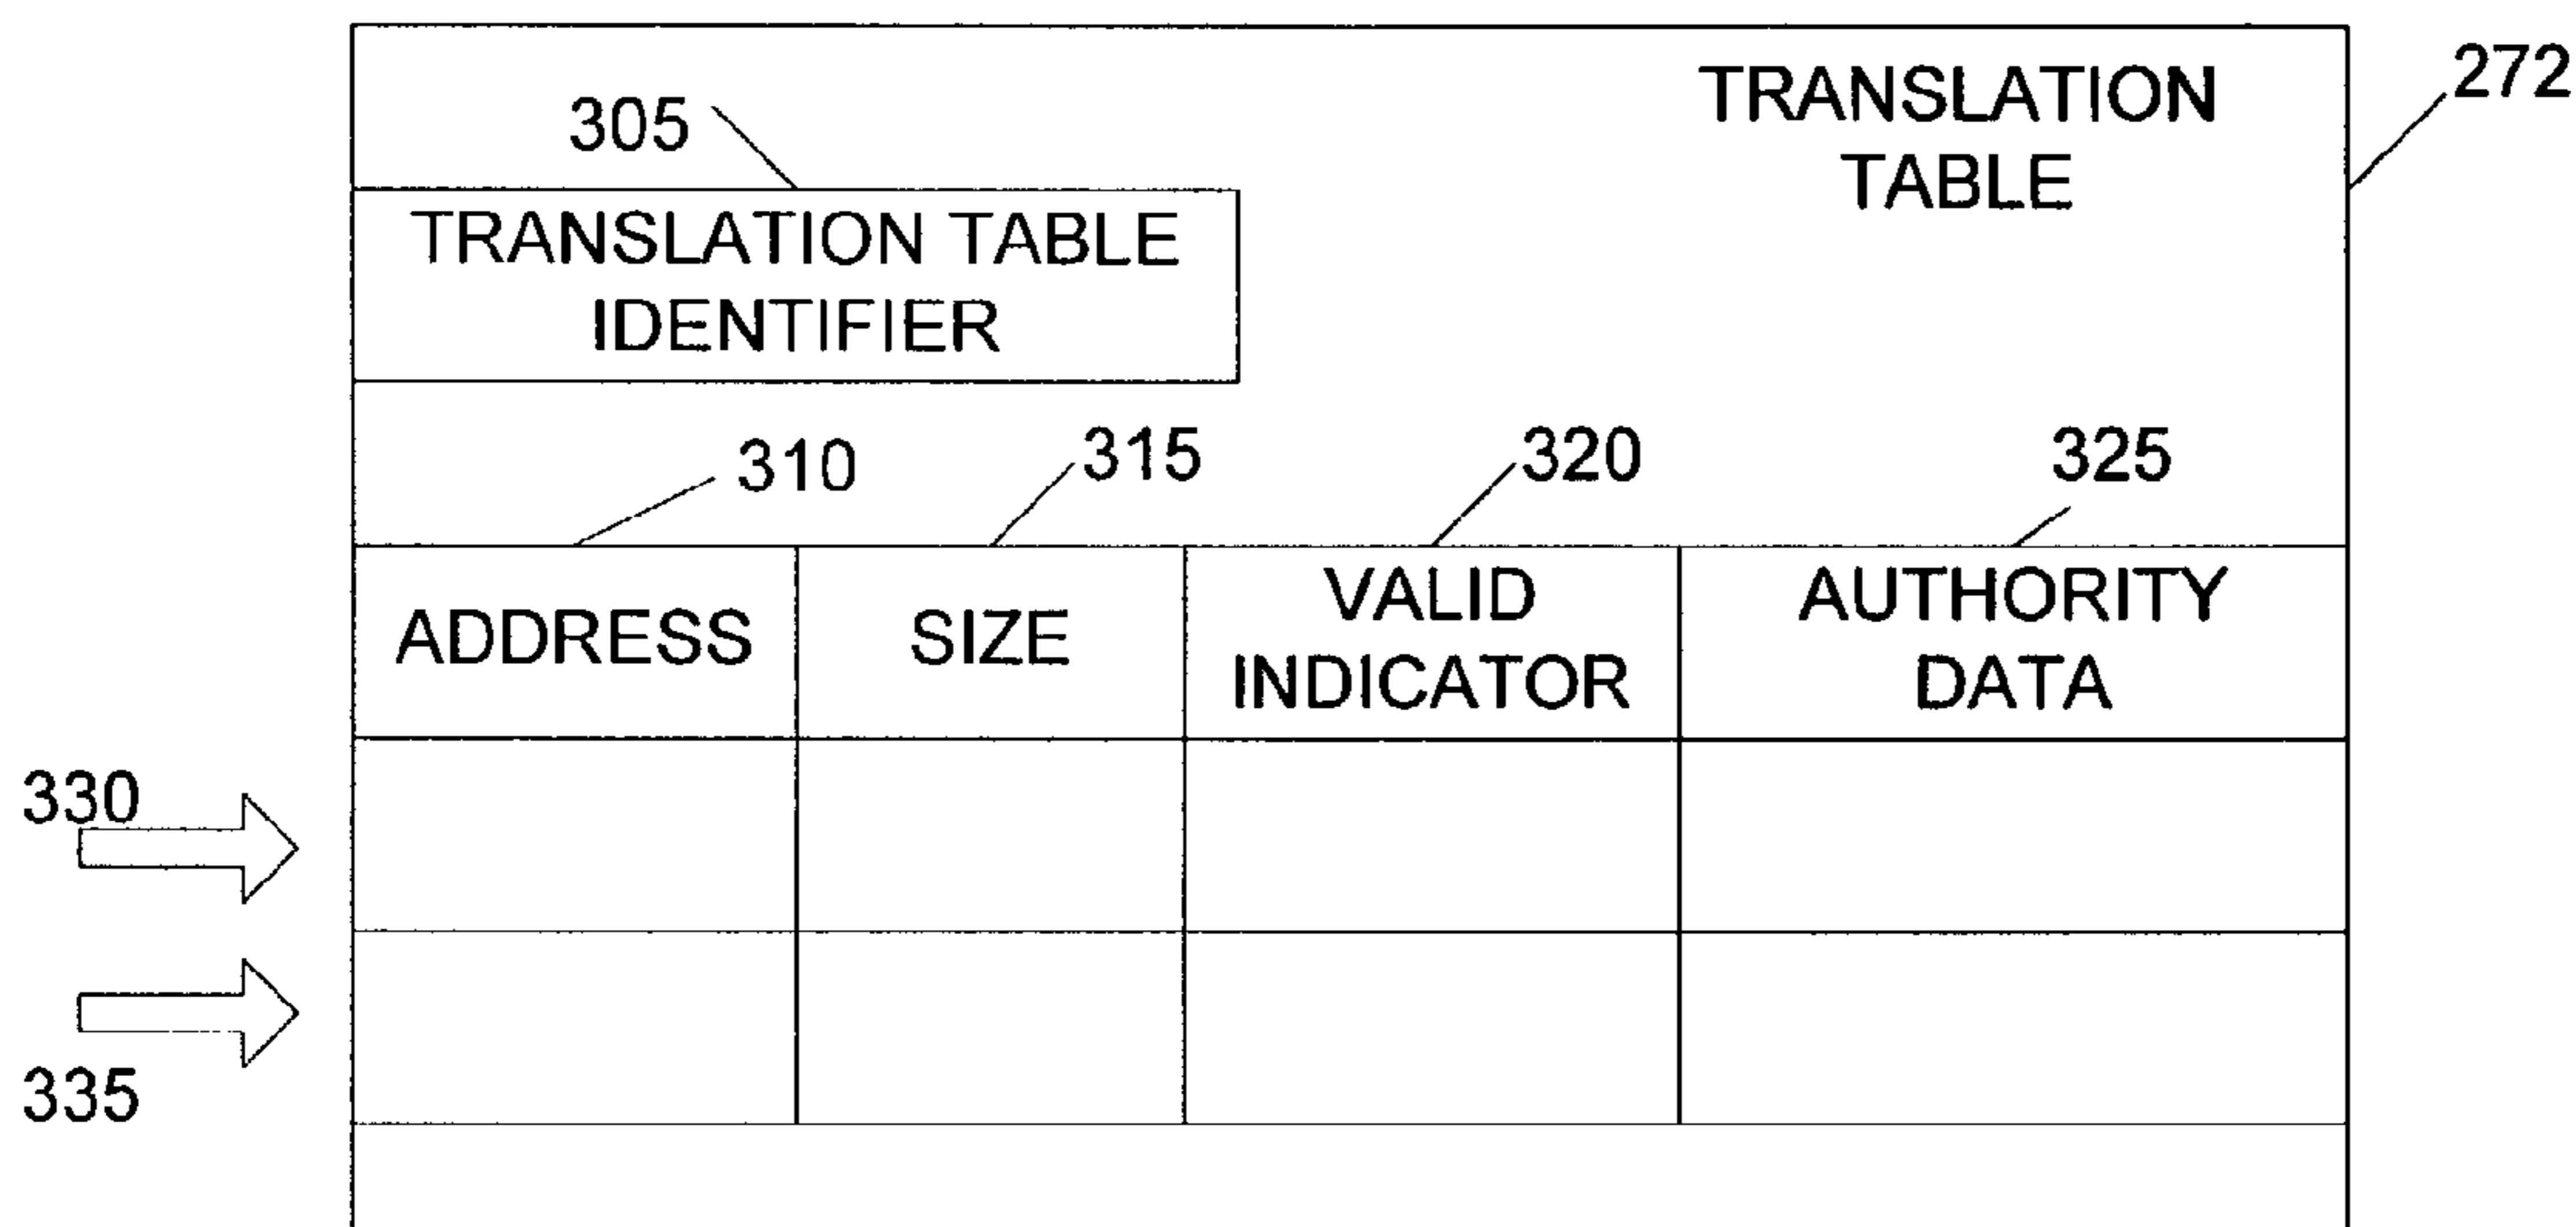 TRANSLATION
TABLE
272
305
TRANSLATION TABLE
IDENTIFIER
310
315
320
325
ADDRESS
SIZE
VALID
INDICATOR
AUTHORITY
DATA
330
335